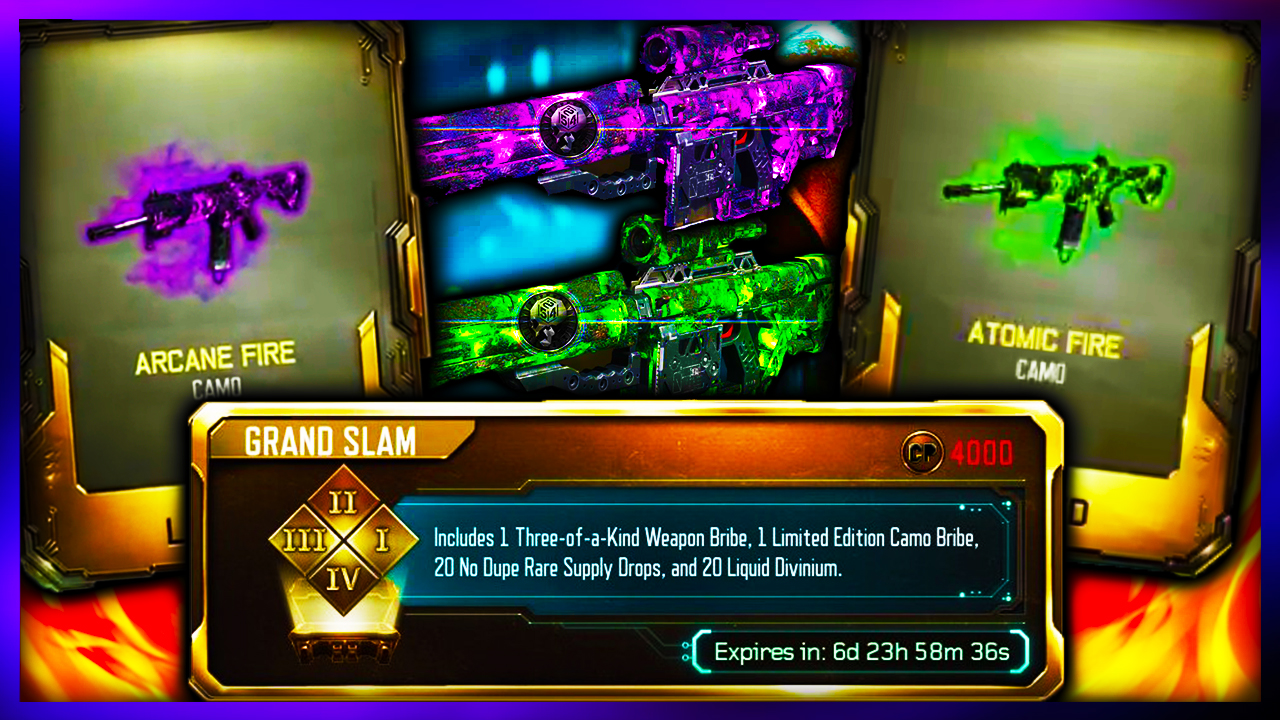 ARCANE FIRE
CAMO
ATOMIC FIRE
CAMO
GRAND SLAM
CP 4000
II
III I
IV
Includes 1 Three-of-a-Kind Weapon Bribe, 1 Limited Edition Camo Bribe,
20 No Dupe Rare Supply Drops, and 20 Liquid Divinium.
Expires in: 6d 23h 58m 36s